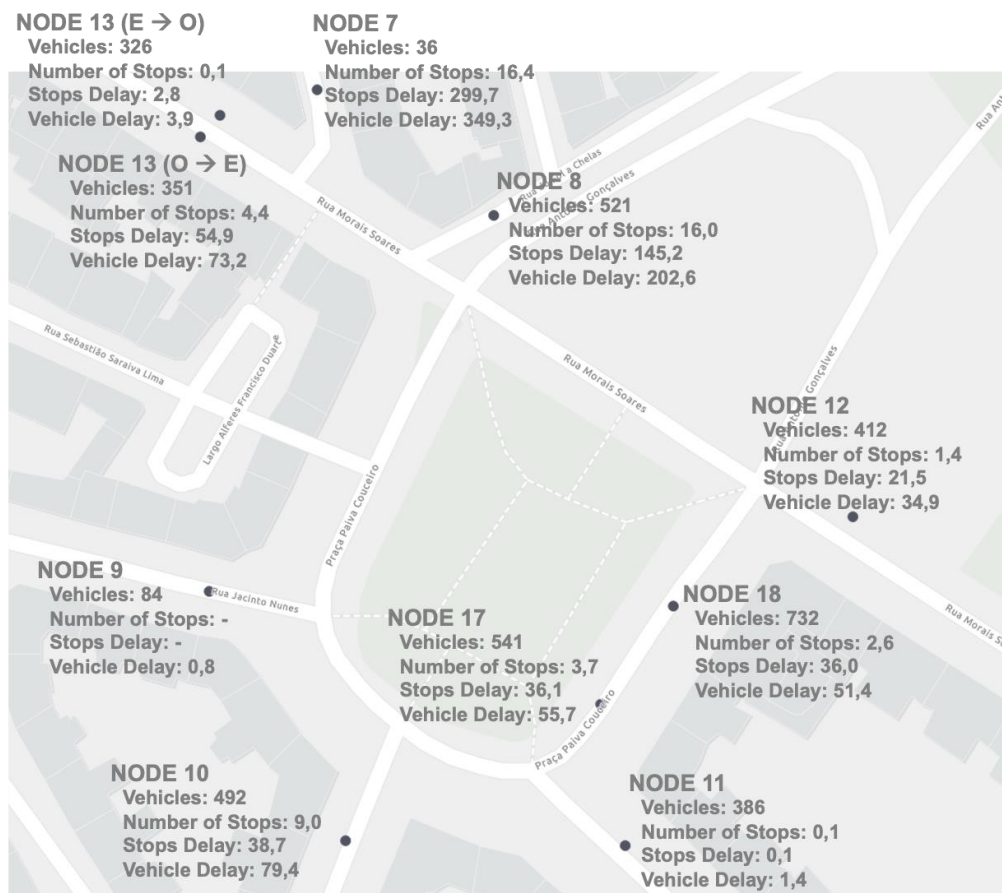 NODE 13 (E → O)
Vehicles: 326
Number of Stops: 0,1
Stops Delay: 2,8
Vehicle Delay: 3,9
NODE 7
Vehicles: 36
Number of Stops: 16,4
Stops Delay: 299,7
Vehicle Delay: 349,3
NODE 13 (O → E)
Vehicles: 351
Number of Stops: 4,4
Stops Delay: 54,9
Vehicle Delay: 73,2
NODE 8
Vehicles: 521
Number of Stops: 16,0
Stops Delay: 145,2
Vehicle Delay: 202,6
a Chelas
Gonçalves
Rua
Rua Morais Soares
Rua Sebastião Saraiva Lima
Largo Alferes Francisco Duarte
Rua Morais Soares
Gonçalves
NODE 12
Vehicles: 412
Number of Stops: 1,4
Stops Delay: 21,5
Vehicle Delay: 34,9
Praça Paiva Couceiro
NODE 9
Vehicles: 84
Number of Stops: -
Stops Delay: -
Vehicle Delay: 0,8
Rua Jacinto Nunes
NODE 17
Vehicles: 541
Number of Stops: 3,7
Stops Delay: 36,1
Vehicle Delay: 55,7
NODE 18
Vehicles: 732
Number of Stops: 2,6
Stops Delay: 36,0
Vehicle Delay: 51,4
Rua Morais
Praça Paiva Couceiro
NODE 10
Vehicles: 492
Number of Stops: 9,0
Stops Delay: 38,7
Vehicle Delay: 79,4
NODE 11
Vehicles: 386
Number of Stops: 0,1
Stops Delay: 0,1
Vehicle Delay: 1,4